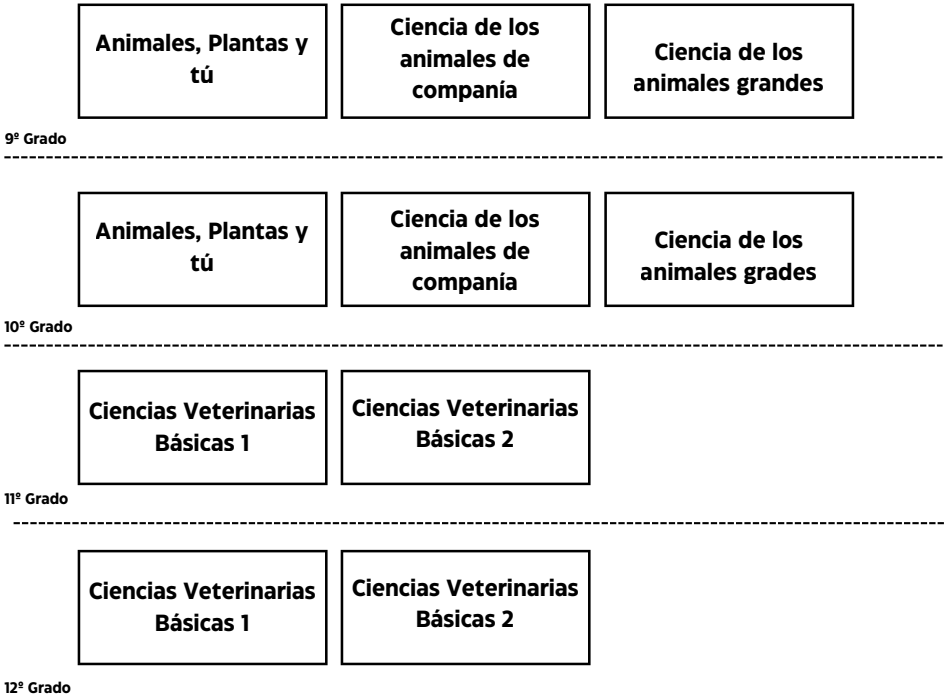 Animales, Plantas y
tú
Ciencia de los
animales de
companía
Ciencia de los
animales grandes
9º Grado
Animales, Plantas y
tú
Ciencia de los
animales de
companía
Ciencia de los
animales grades
10º Grado
Ciencias Veterinarias
Básicas 1
Ciencias Veterinarias
Básicas 2
11º Grado
Ciencias Veterinarias
Básicas 1
Ciencias Veterinarias
Básicas 2
12º Grado